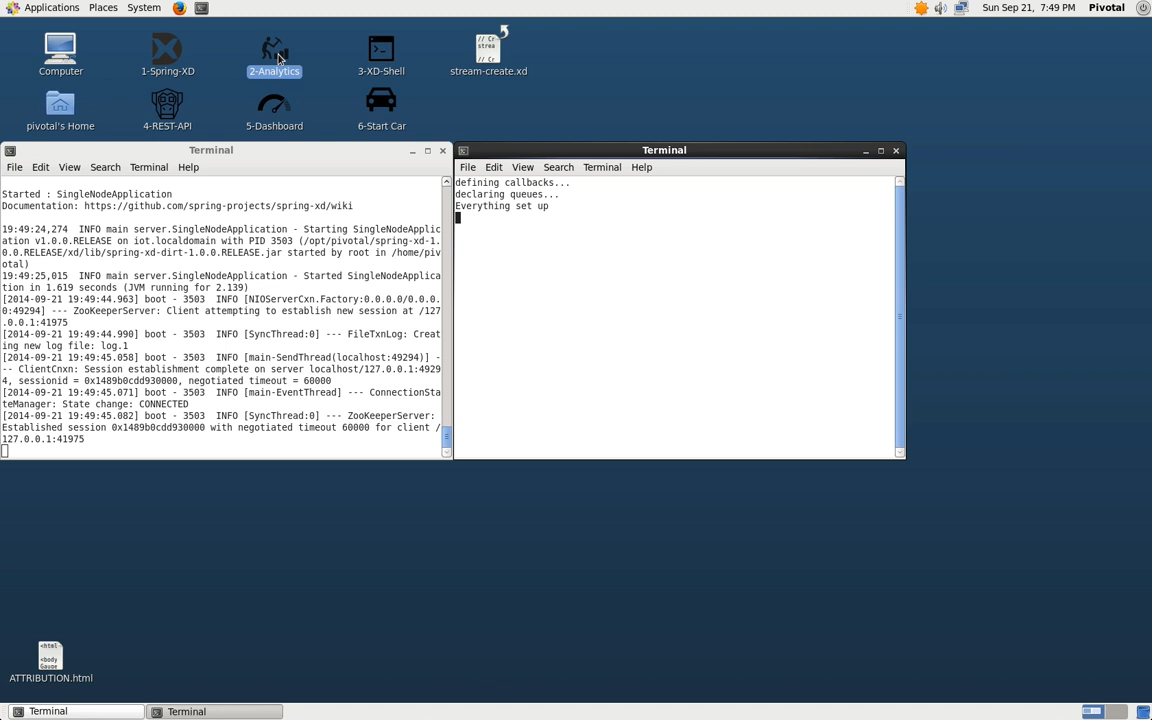 Applications Places System Sun Sep 21, 7:49 PM Pivotal
Computer 1-Spring-XD 2-Analytics 3-XD-Shell stream-create.xd
// Cr
strea
// Cr
pivotal's Home 4-REST-API 5-Dashboard 6-Start Car
Terminal
File Edit View Search Terminal Help
Started : SingleNodeApplication
Documentation: https://github.com/spring-projects/spring-xd/wiki
19:49:24,274  INFO main server.SingleNodeApplication - Starting SingleNodeApplic
ation v1.0.0.RELEASE on iot.localdomain with PID 3503 (/opt/pivotal/spring-xd-1.
0.0.RELEASE/xd/lib/spring-xd-dirt-1.0.0.RELEASE.jar started by root in /home/piv
otal)
19:49:25,015  INFO main server.SingleNodeApplication - Started SingleNodeApplica
tion in 1.619 seconds (JVM running for 2.139)
[2014-09-21 19:49:44.963] boot - 3503  INFO [NIOServerCxn.Factory:0.0.0.0/0.0.0.
0:49294] --- ZooKeeperServer: Client attempting to establish new session at /127
.0.0.1:41975
[2014-09-21 19:49:44.990] boot - 3503  INFO [SyncThread:0] --- FileTxnLog: Creat
ing new log file: log.1
[2014-09-21 19:49:45.058] boot - 3503  INFO [main-SendThread(localhost:49294)] -
-- ClientCnxn: Session establishment complete on server localhost/127.0.0.1:4929
4, sessionid = 0x1489b0cdd930000, negotiated timeout = 60000
[2014-09-21 19:49:45.071] boot - 3503  INFO [main-EventThread] --- ConnectionSta
teManager: State change: CONNECTED
[2014-09-21 19:49:45.082] boot - 3503  INFO [SyncThread:0] --- ZooKeeperServer:
Established session 0x1489b0cdd930000 with negotiated timeout 60000 for client /
127.0.0.1:41975
Terminal
File Edit View Search Terminal Help
defining callbacks...
declaring queues...
Everything set up
<html
<body
Gauge
ATTRIBUTION.html
Terminal Terminal